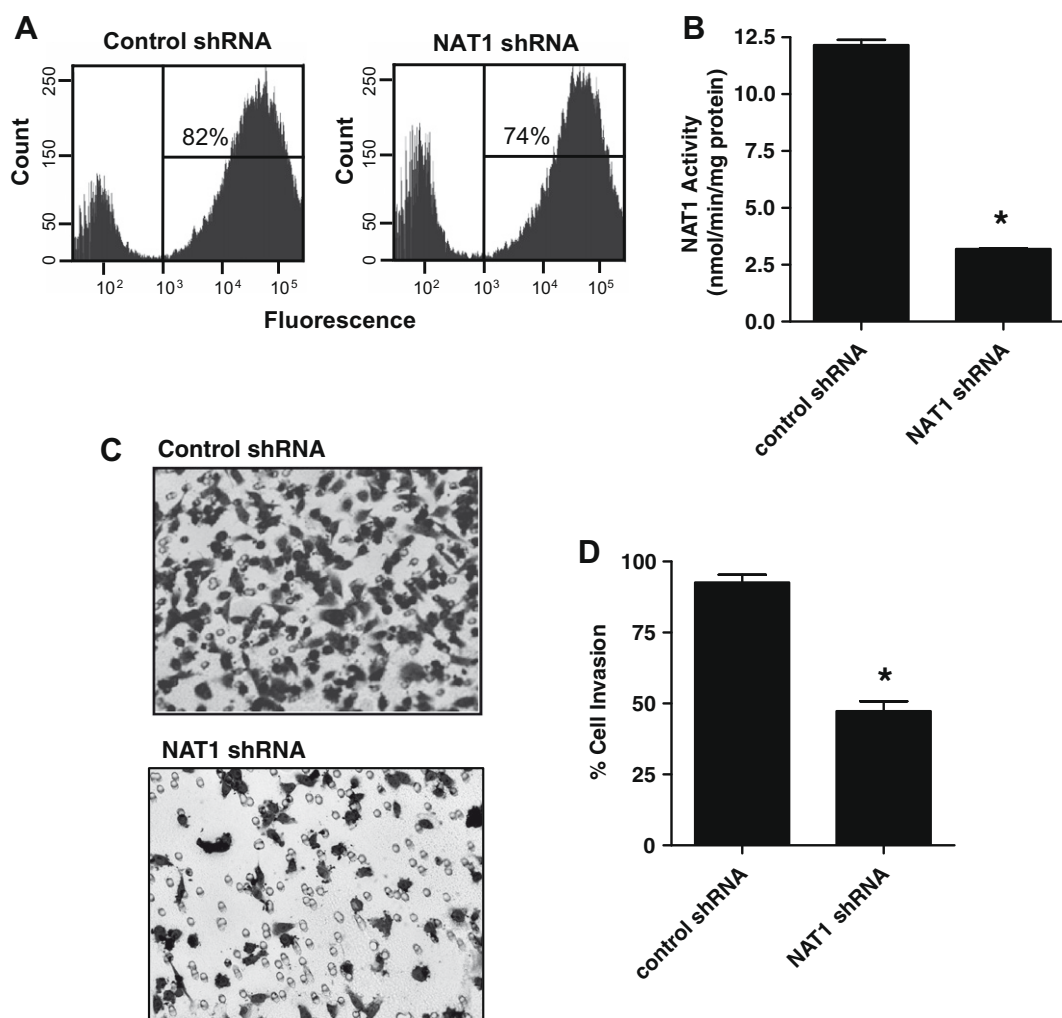 A
Control shRNA
NAT1 shRNA
Count
250
150
50
0
82%
10²
10³
10⁴
10⁵
Count
250
150
50
0
74%
10²
10³
10⁴
10⁵
Fluorescence
B
NAT1 Activity
(nmol/min/mg protein)
12.5
12.5
7.5
5.0
2.5
0.0
*
control shRNA
NAT1 shRNA
C
Control shRNA
NAT1 shRNA
D
% Cell Invasion
100
75
50
25
0
*
control shRNA
NAT1 shRNA